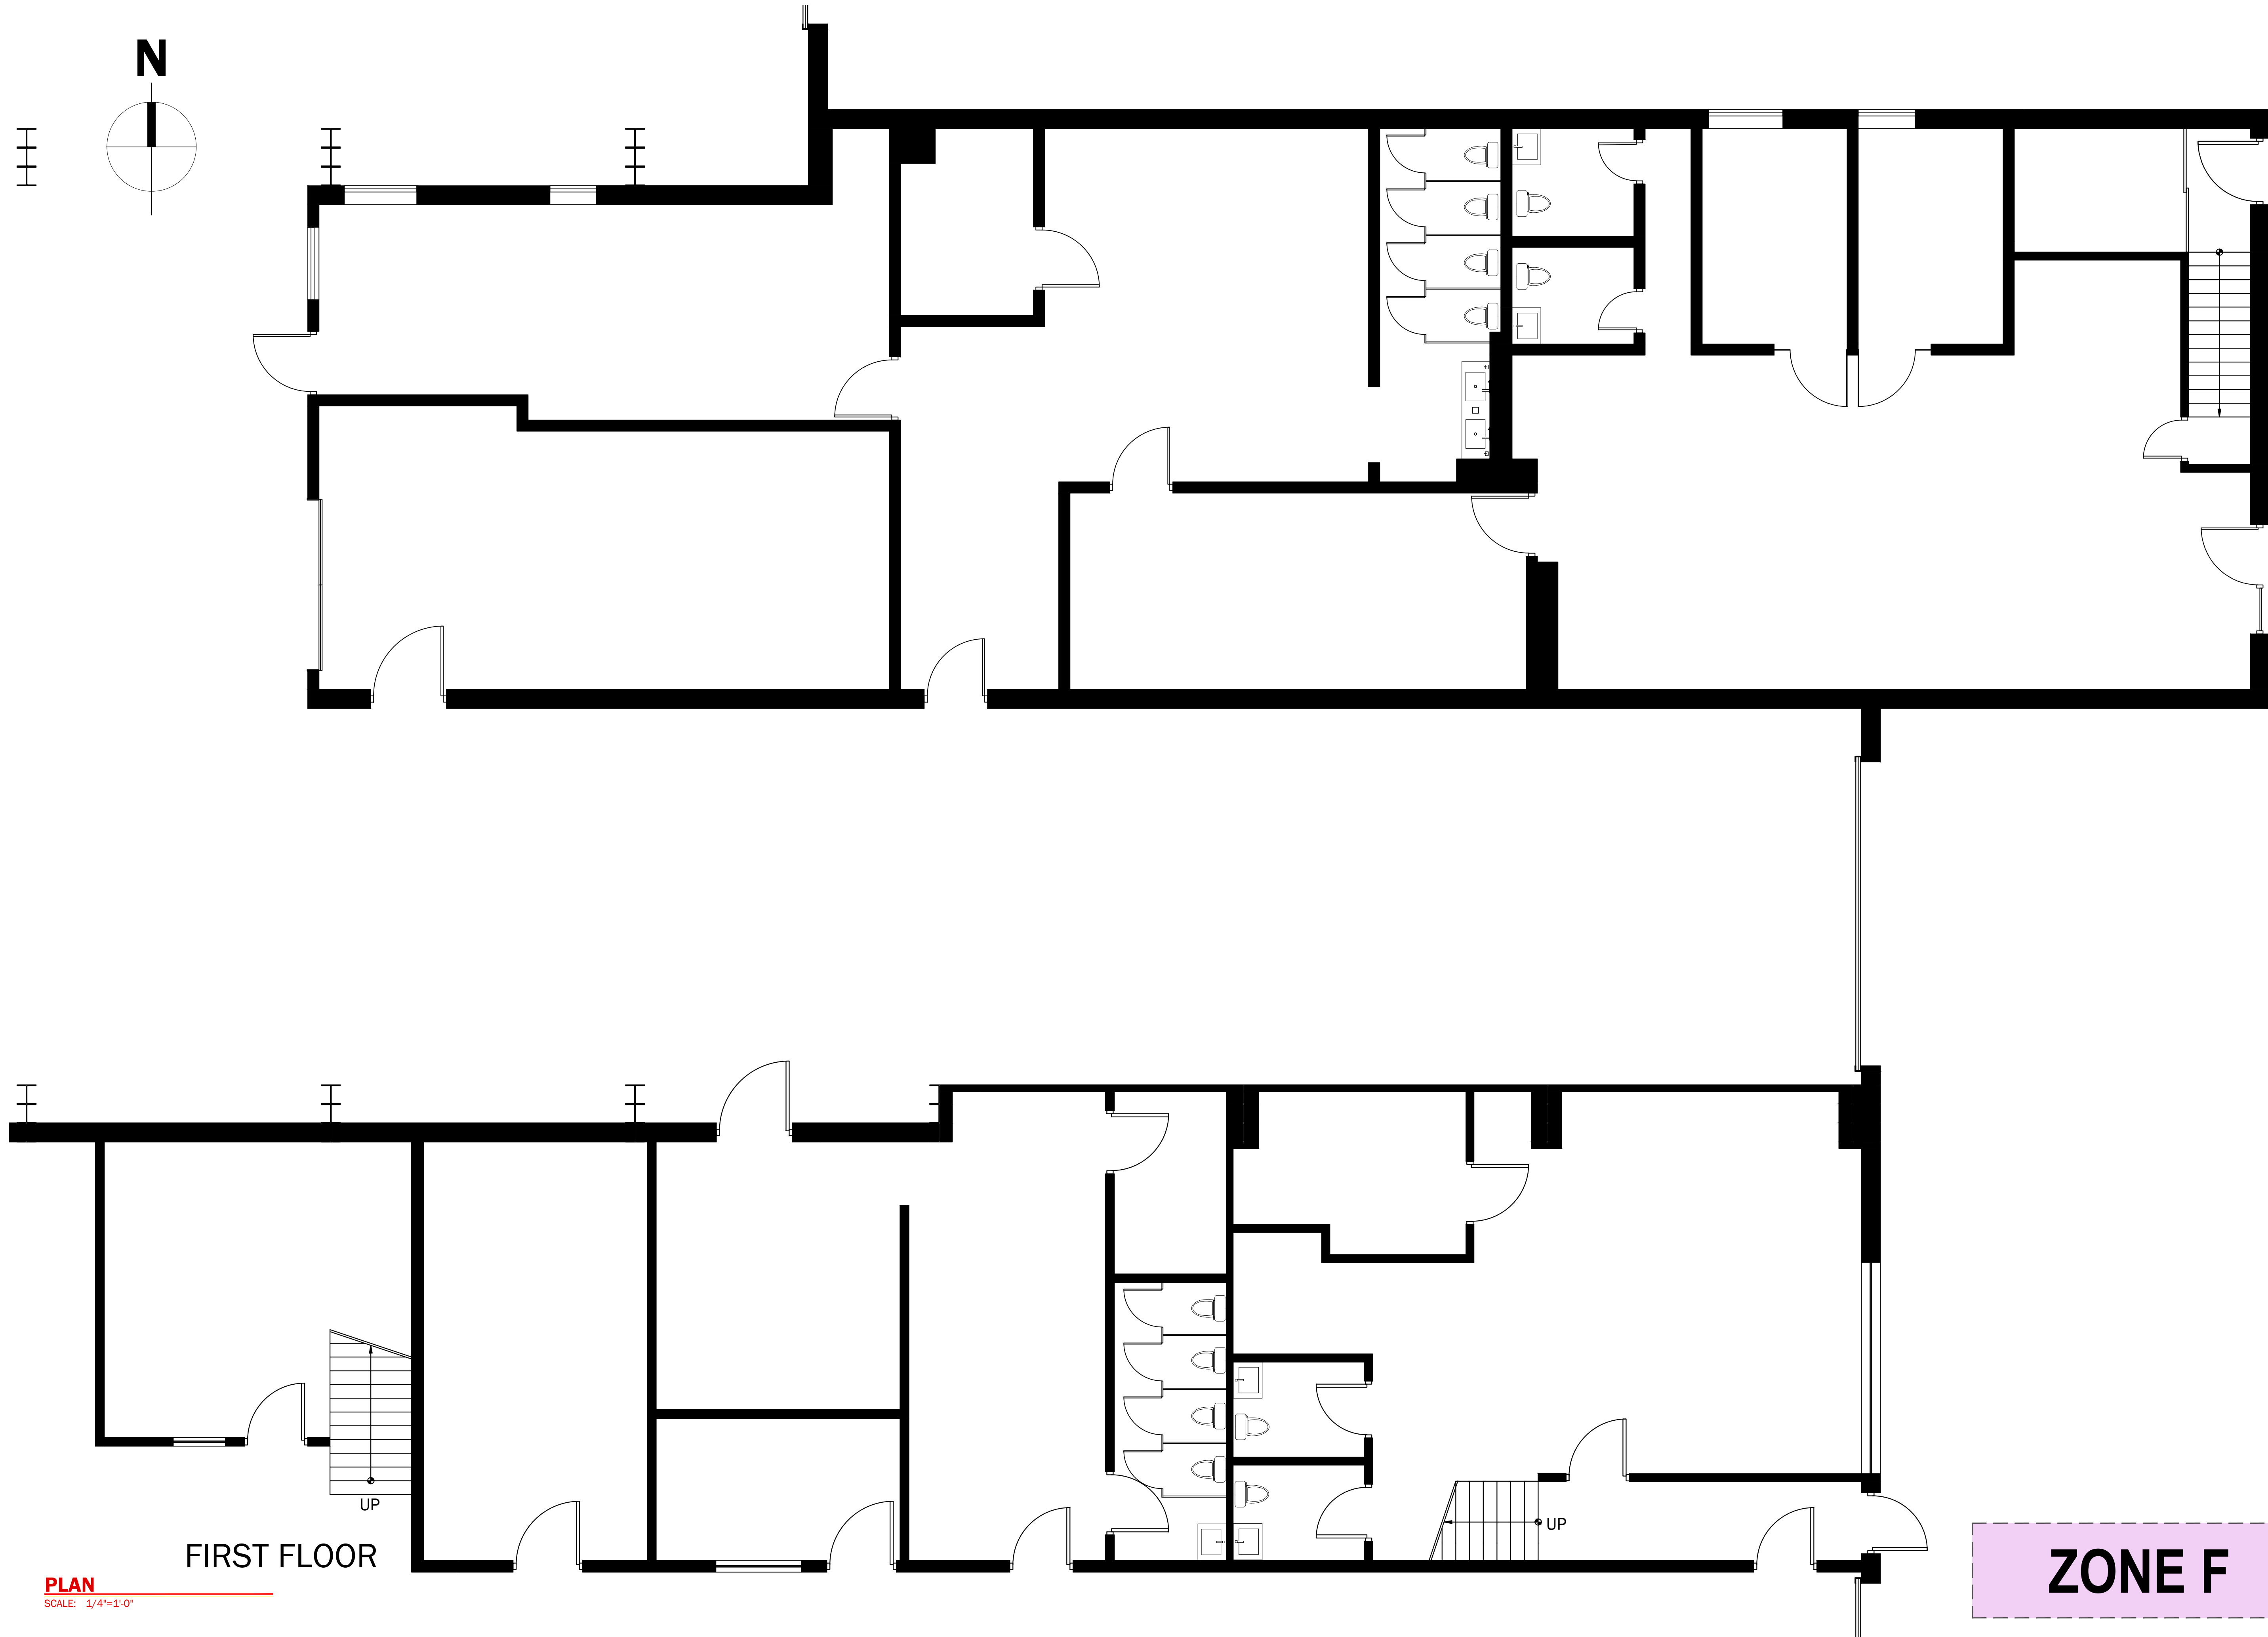 N
UP
UP
FIRST FLOOR
PLAN
SCALE: 1/4"=1'-0"
ZONE F